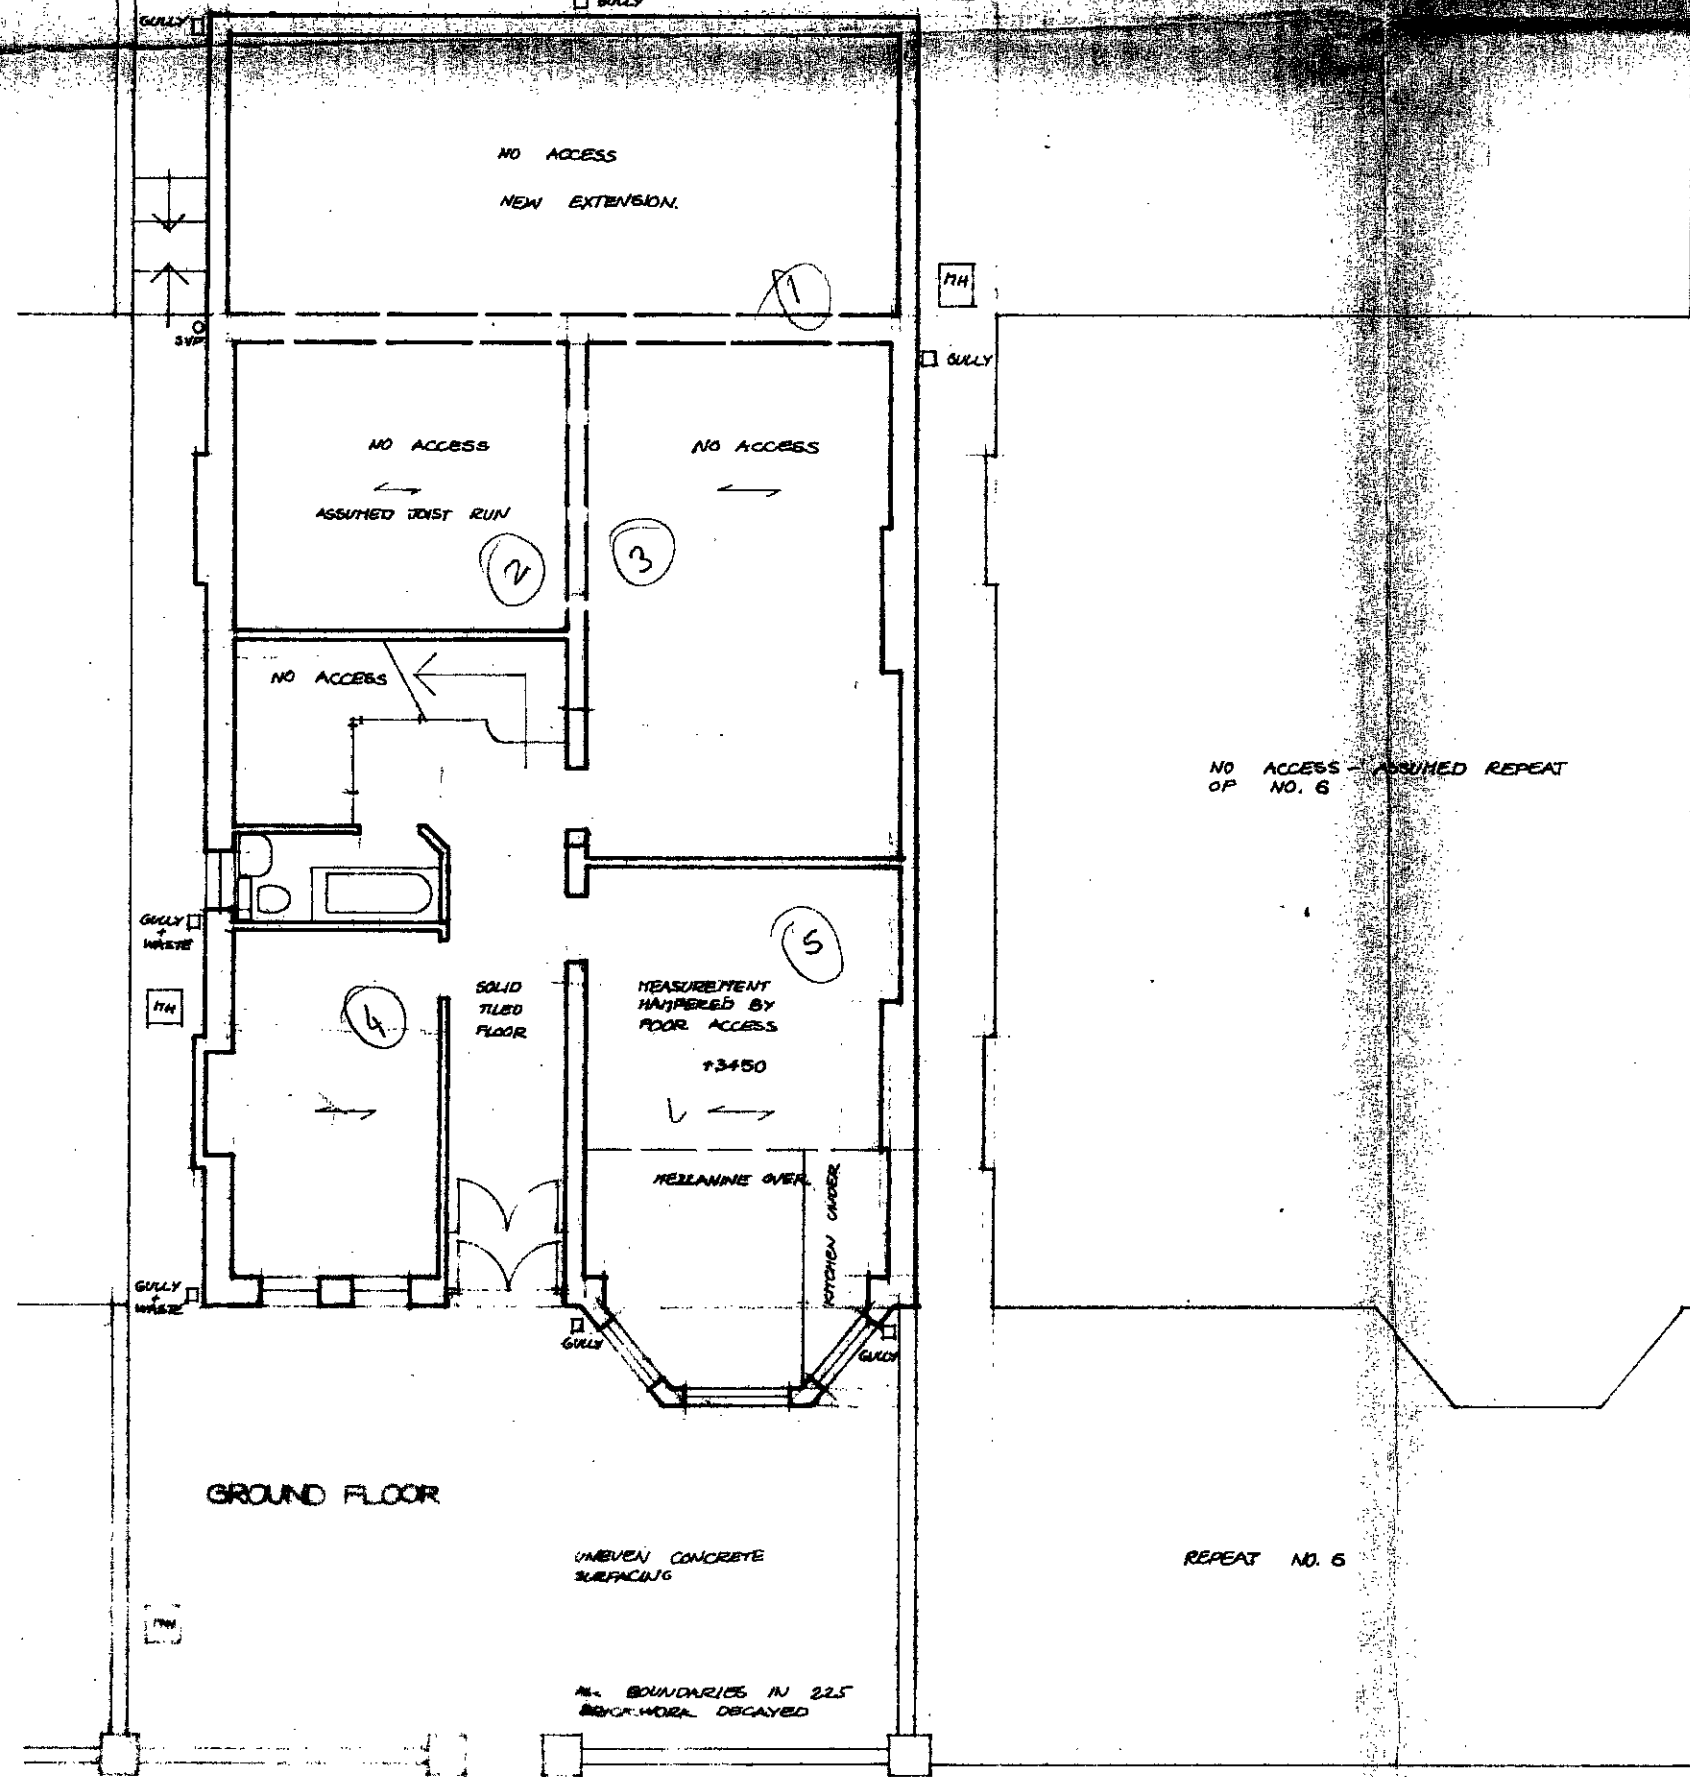 GULLY
GULLY
NO ACCESS
NEW EXTENSION.
1
MH
SVP
GULLY
NO ACCESS
ASSUMED JOIST RUN
2
NO ACCESS
3
NO ACCESS
NO ACCESS - ASSUMED REPEAT
OF NO. 6
GULLY
+
WASTE
MH
4
SOLID
TILED
FLOOR
5
MEASUREMENT
HAMPERED BY
POOR ACCESS
+3450
MEZZANINE OVER.
KITCHEN UNDER
GULLY
+
WASTE
GULLY
GULLY
GROUND FLOOR
UNEVEN CONCRETE
SURFACING
REPEAT NO. 6
MH
ALL BOUNDARIES IN 225
BRICKWORK DECAYED